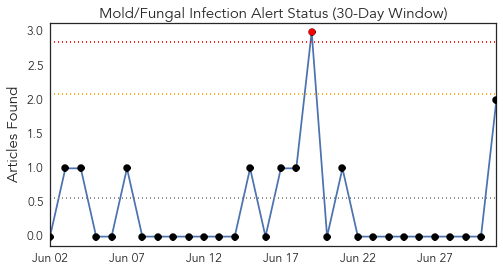 Mold/Fungal Infection Alert Status (30-Day Window)
Articles Found
3.0
2.5
2.0
1.5
1.0
0.5
0.0
Jun 02 Jun 07 Jun 12 Jun 17 Jun 22 Jun 27